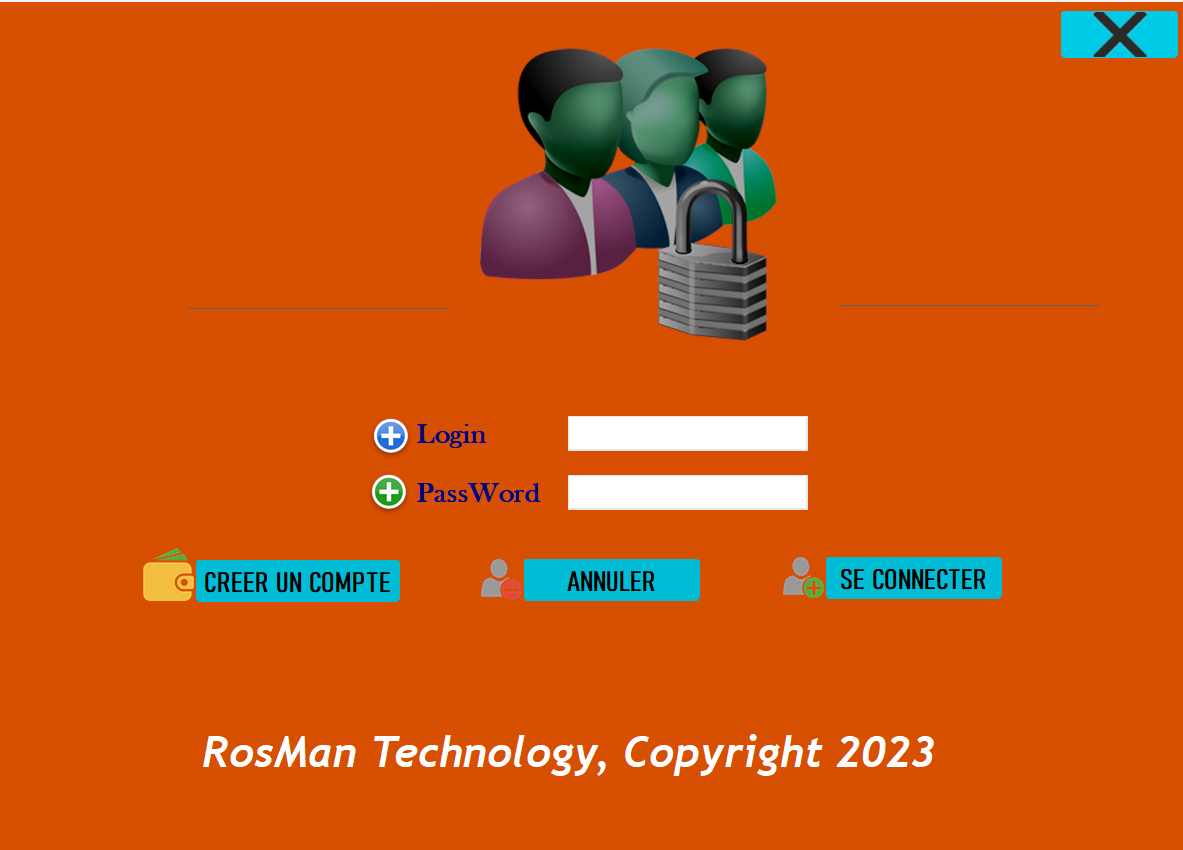 Login
PassWord
CREER UN COMPTE
ANNULER
SE CONNECTER
RosMan Technology, Copyright 2023